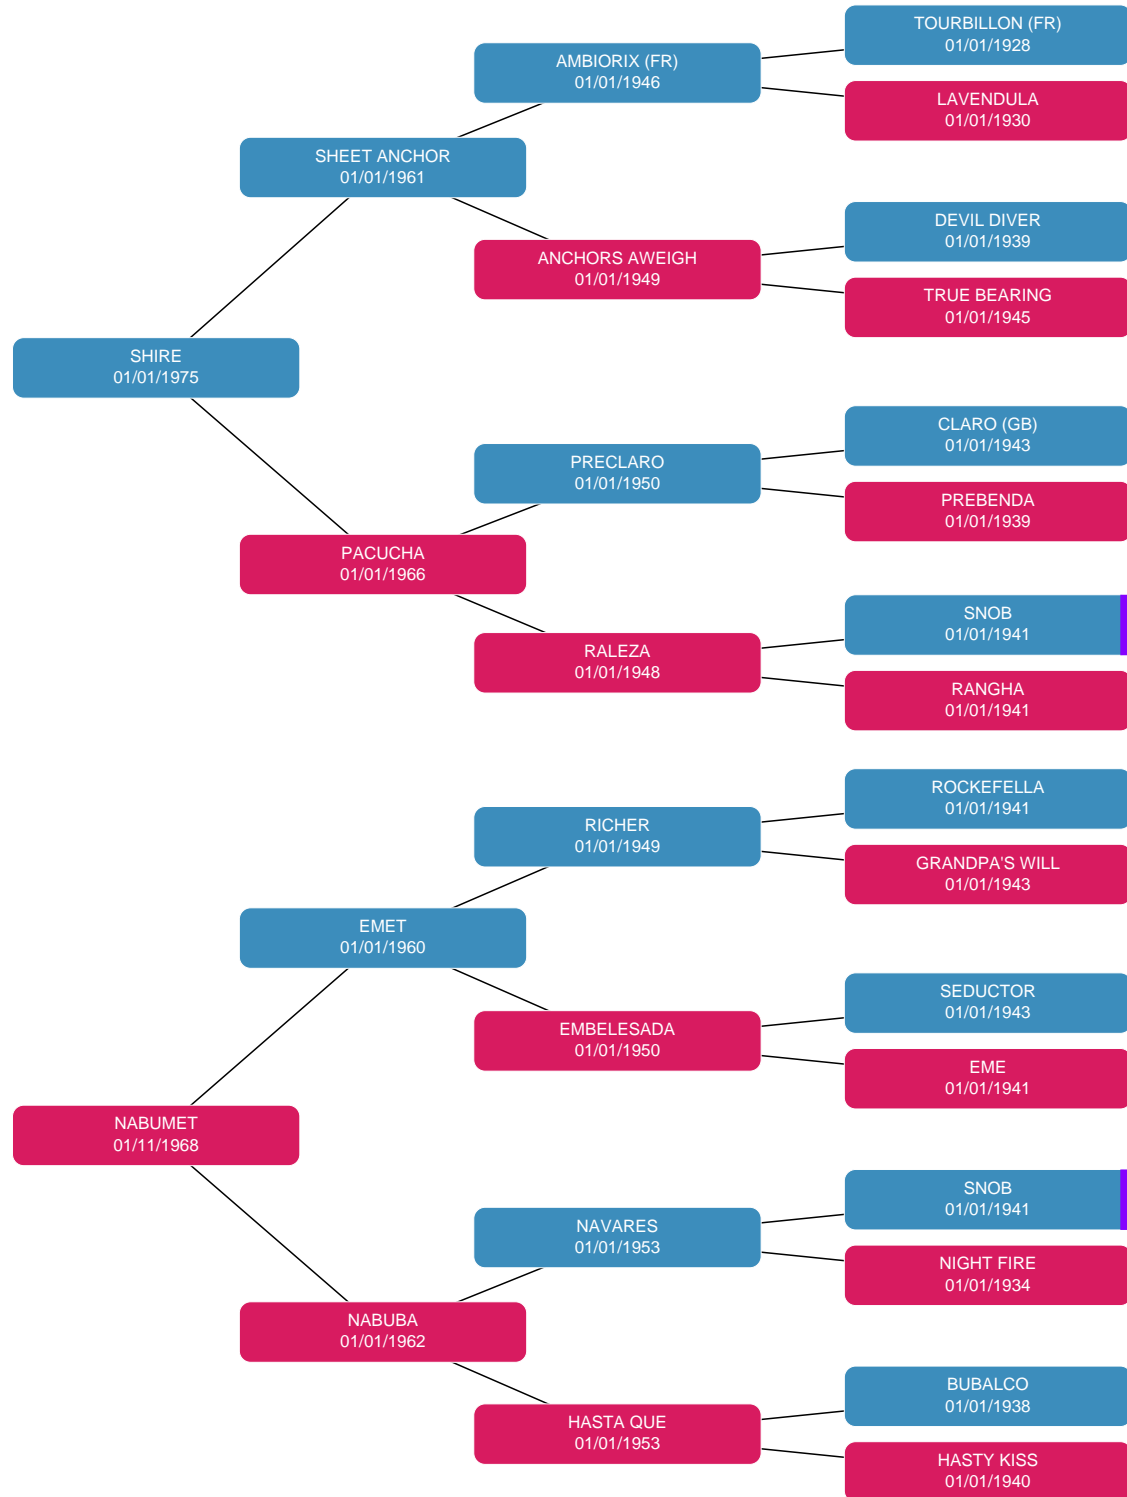 TOURBILLON (FR)
01/01/1928
AMBIORIX (FR)
01/01/1946
LAVENDULA
01/01/1930
SHEET ANCHOR
01/01/1961
DEVIL DIVER
01/01/1939
ANCHORS AWEIGH
01/01/1949
TRUE BEARING
01/01/1945
SHIRE
01/01/1975
CLARO (GB)
01/01/1943
PRECLARO
01/01/1950
PREBENDA
01/01/1939
PACUCHA
01/01/1966
SNOB
01/01/1941
RALEZA
01/01/1948
RANGHA
01/01/1941
ROCKEFELLA
01/01/1941
RICHER
01/01/1949
GRANDPA'S WILL
01/01/1943
EMET
01/01/1960
SEDUCTOR
01/01/1943
EMBELESADA
01/01/1950
EME
01/01/1941
NABUMET
01/11/1968
SNOB
01/01/1941
NAVARES
01/01/1953
NIGHT FIRE
01/01/1934
NABUBA
01/01/1962
BUBALCO
01/01/1938
HASTA QUE
01/01/1953
HASTY KISS
01/01/1940